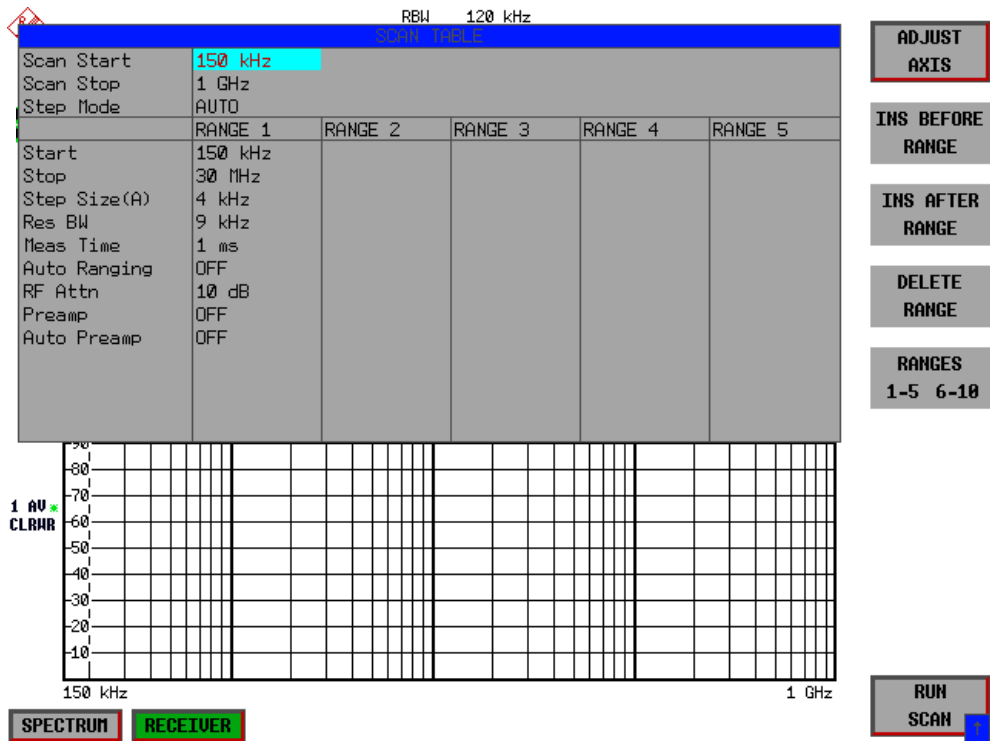 RBW 120 kHz
SCAN TABLE
Scan Start 150 kHz
Scan Stop 1 GHz
Step Mode AUTO
RANGE 1 RANGE 2 RANGE 3 RANGE 4 RANGE 5
Start 150 kHz
Stop 30 MHz
Step Size(A) 4 kHz
Res BW 9 kHz
Meas Time 1 ms
Auto Ranging OFF
RF Attn 10 dB
Preamp OFF
Auto Preamp OFF
90
80
70
60
50
40
30
20
10
1 AV
CLRWR
150 kHz 1 GHz
SPECTRUM RECEIVER
ADJUST
AXIS
INS BEFORE
RANGE
INS AFTER
RANGE
DELETE
RANGE
RANGES
1-5 6-10
RUN
SCAN